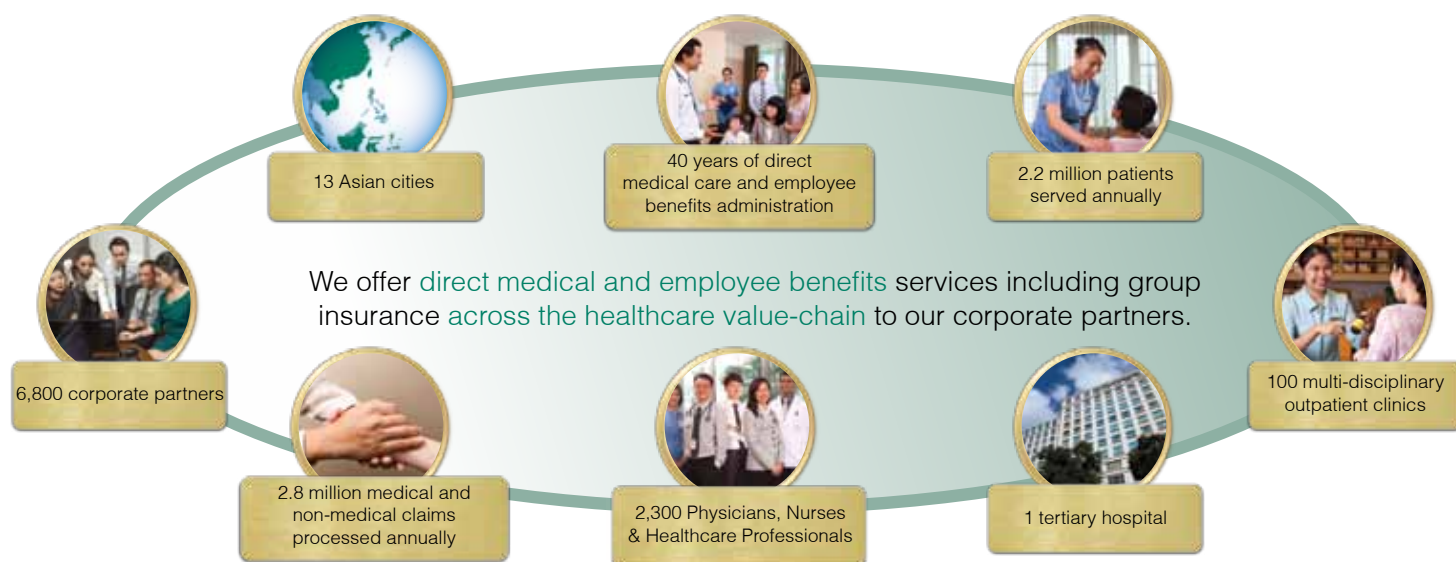 13 Asian cities
40 years of direct
medical care and employee
benefits administration
2.2 million patients
served annually
We offer direct medical and employee benefits services including group
insurance across the healthcare value-chain to our corporate partners.
6,800 corporate partners
100 multi-disciplinary
outpatient clinics
2.8 million medical and
non-medical claims
processed annually
2,300 Physicians, Nurses
& Healthcare Professionals
1 tertiary hospital